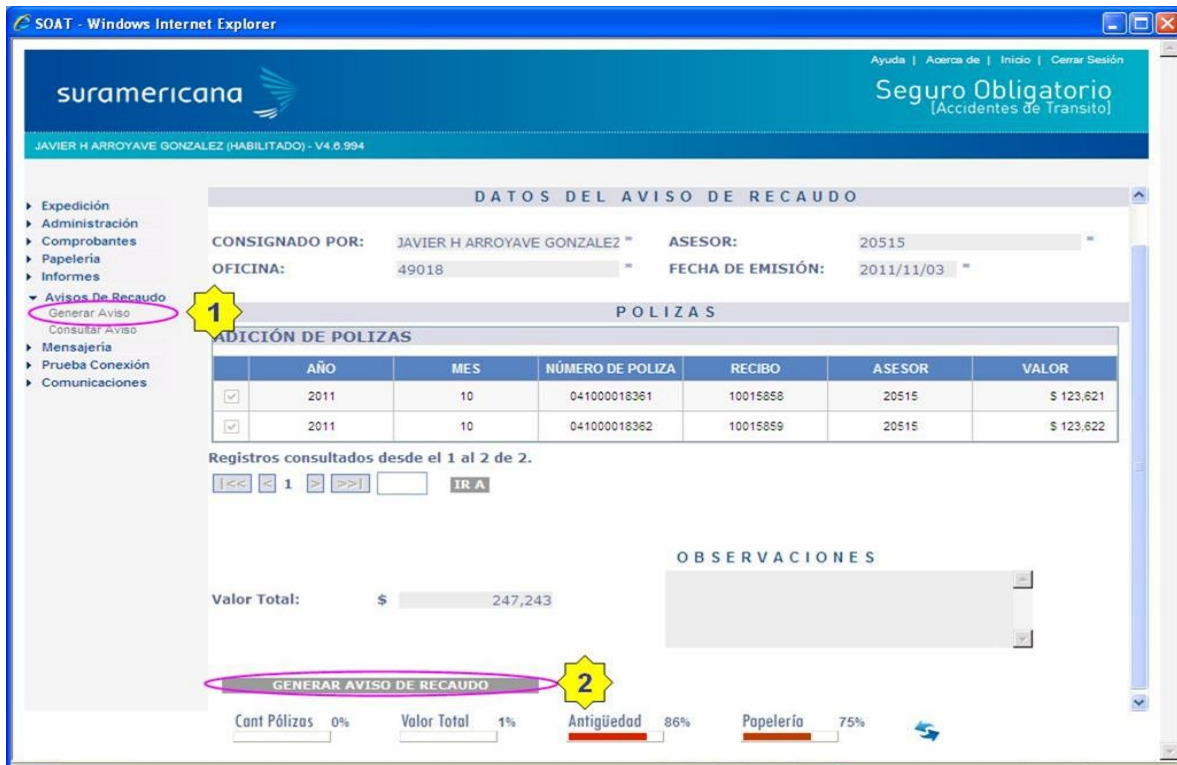 SOAT - Windows Internet Explorer
Ayuda | Acerca de | Inicio | Cerrar Sesión
suramericana
Seguro Obligatorio
[Accidentes de Transito]
JAVIER H ARROYAVE GONZALEZ (HABILITADO) - V4.6.994
Expedición
Administración
Comprobantes
Papelería
Informes
Avisos De Recaudo
Generar Aviso
Consultar Aviso
Mensajería
Prueba Conexión
Comunicaciones
1
DATOS DEL AVISO DE RECAUDO
CONSIGNADO POR: JAVIER H ARROYAVE GONZALEZ * ASESOR: 20515 *
OFICINA: 49018 * FECHA DE EMISIÓN: 2011/11/03 *
POLIZAS
ADICIÓN DE POLIZAS
AÑO MES NÚMERO DE POLIZA RECIBO ASESOR VALOR
2011 10 041000018361 10015858 20515 $ 123,621
2011 10 041000018362 10015859 20515 $ 123,622
Registros consultados desde el 1 al 2 de 2.
|<< < 1 > >>| IR A
OBSERVACIONES
Valor Total: $ 247,243
GENERAR AVISO DE RECAUDO
2
Cant Pólizas 0% Valor Total 1% Antigüedad 86% Papelería 75%